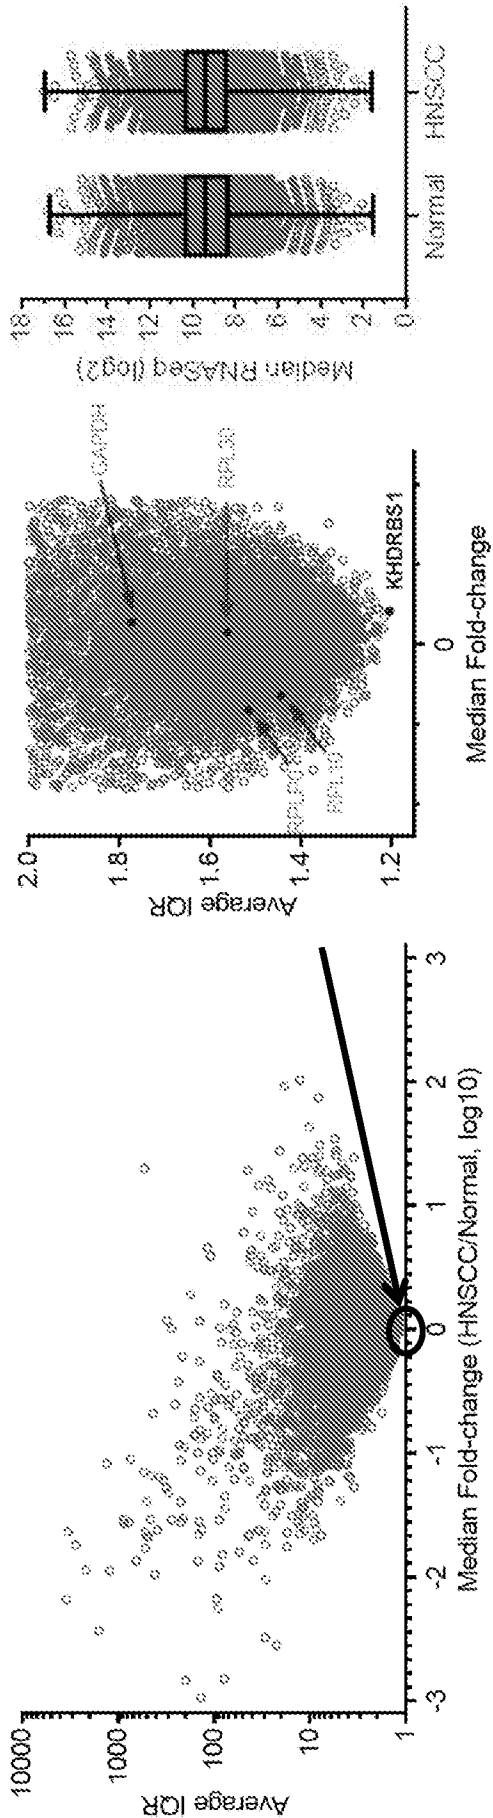 10000
1000
100
10
1
Average IQR
-3
-2
-1
0
1
2
3
Median Fold-change (HNSCC/Normal, log10)
2.0
1.8
1.6
1.4
1.2
Average IQR
GAPDH
RPL30
KHDRBS1
0
Median Fold-change
18
16
14
12
10
8
6
4
2
0
Median RNASeq (log2)
Normal
HNSCC